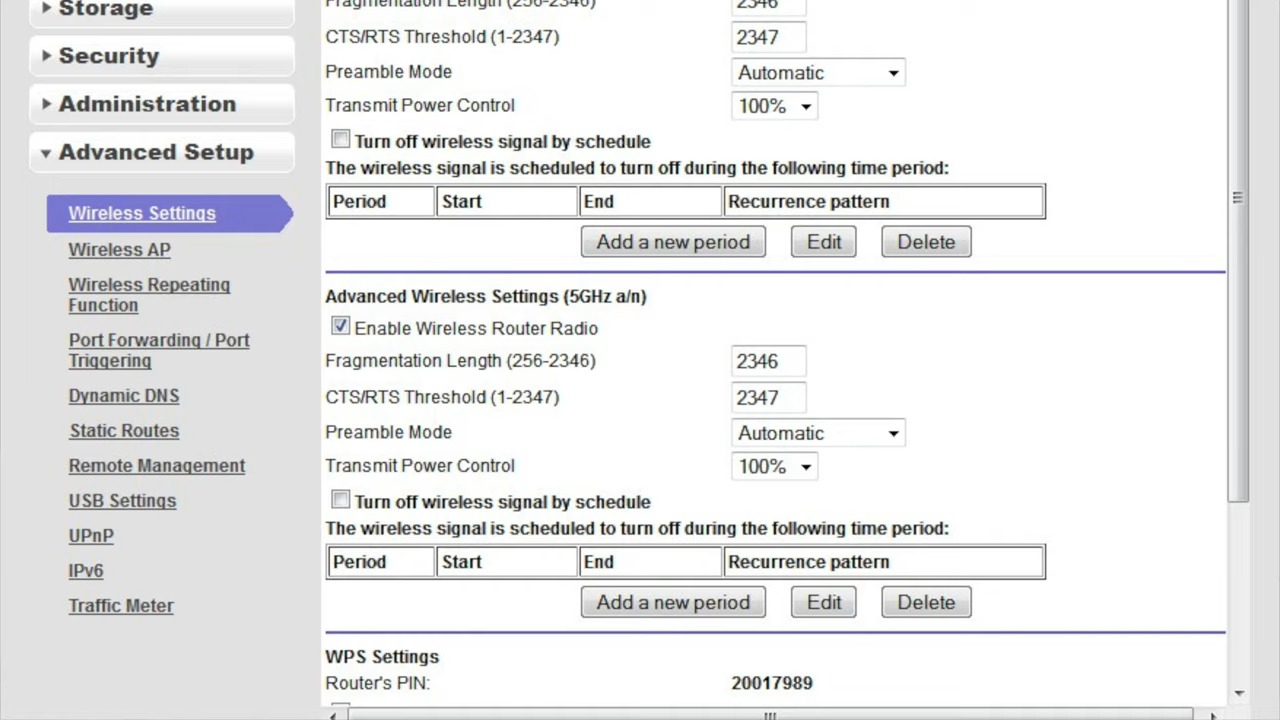 Storage
Security
Administration
Advanced Setup
Wireless Settings
Wireless AP
Wireless Repeating
Function
Port Forwarding / Port
Triggering
Dynamic DNS
Static Routes
Remote Management
USB Settings
UPnP
IPv6
Traffic Meter
Fragmentation Length (256-2346) 2346
CTS/RTS Threshold (1-2347) 2347
Preamble Mode Automatic
Transmit Power Control 100%
Turn off wireless signal by schedule
The wireless signal is scheduled to turn off during the following time period:
Period Start End Recurrence pattern
Add a new period Edit Delete
Advanced Wireless Settings (5GHz a/n)
Enable Wireless Router Radio
Fragmentation Length (256-2346) 2346
CTS/RTS Threshold (1-2347) 2347
Preamble Mode Automatic
Transmit Power Control 100%
Turn off wireless signal by schedule
The wireless signal is scheduled to turn off during the following time period:
Period Start End Recurrence pattern
Add a new period Edit Delete
WPS Settings
Router's PIN: 20017989